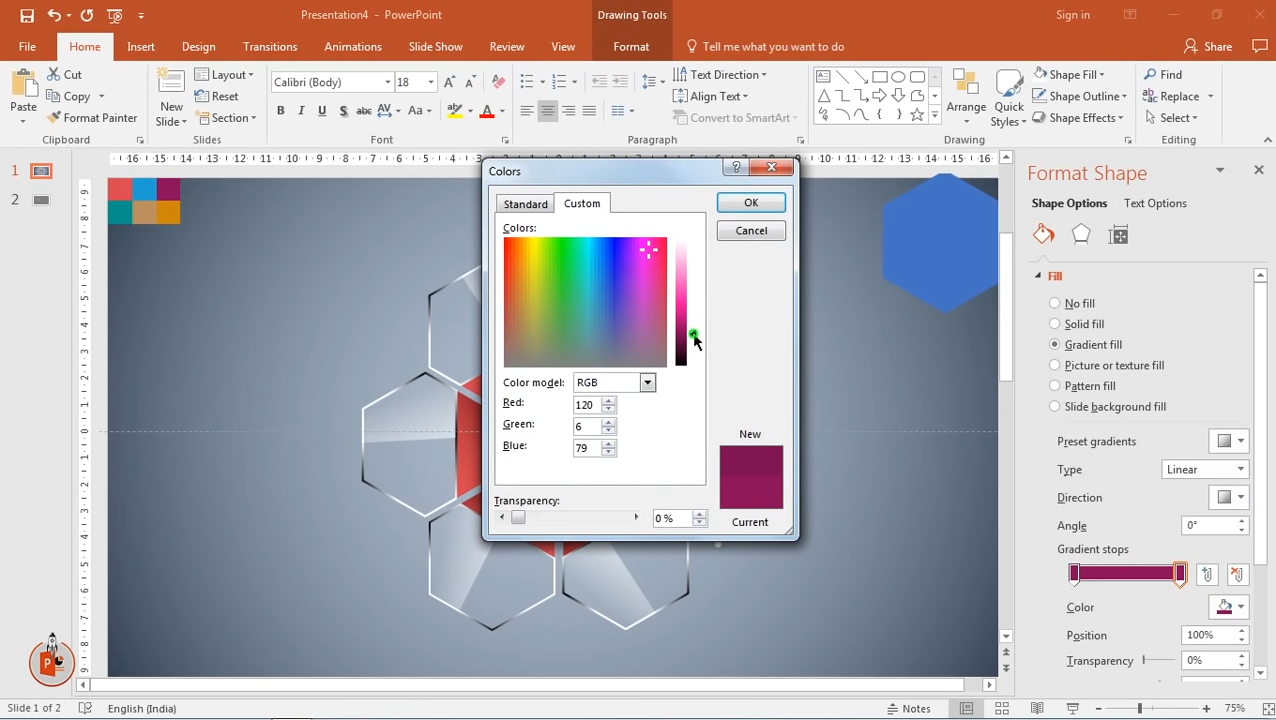 Presentation4 - PowerPoint
Drawing Tools
Sign in
File Home Insert Design Transitions Animations Slide Show Review View Format Tell me what you want to do Share
Paste
Cut
Copy
Format Painter
Clipboard
New Slide
Layout
Reset
Section
Slides
Calibri (Body) 18
B I U S abc AV Aa A
Font
Text Direction
Align Text
Convert to SmartArt
Paragraph
Arrange
Quick Styles
Shape Fill
Shape Outline
Shape Effects
Drawing
Find
Replace
Select
Editing
1
2
Colors
Standard Custom
OK
Cancel
Colors:
Color model: RGB
Red: 120
Green: 6
Blue: 79
New
Current
Transparency:
0 %
Format Shape
Shape Options Text Options
Fill
No fill
Solid fill
Gradient fill
Picture or texture fill
Pattern fill
Slide background fill
Preset gradients
Type Linear
Direction
Angle 0°
Gradient stops
Color
Position 100%
Transparency 0%
Slide 1 of 2 English (India) Notes 75%